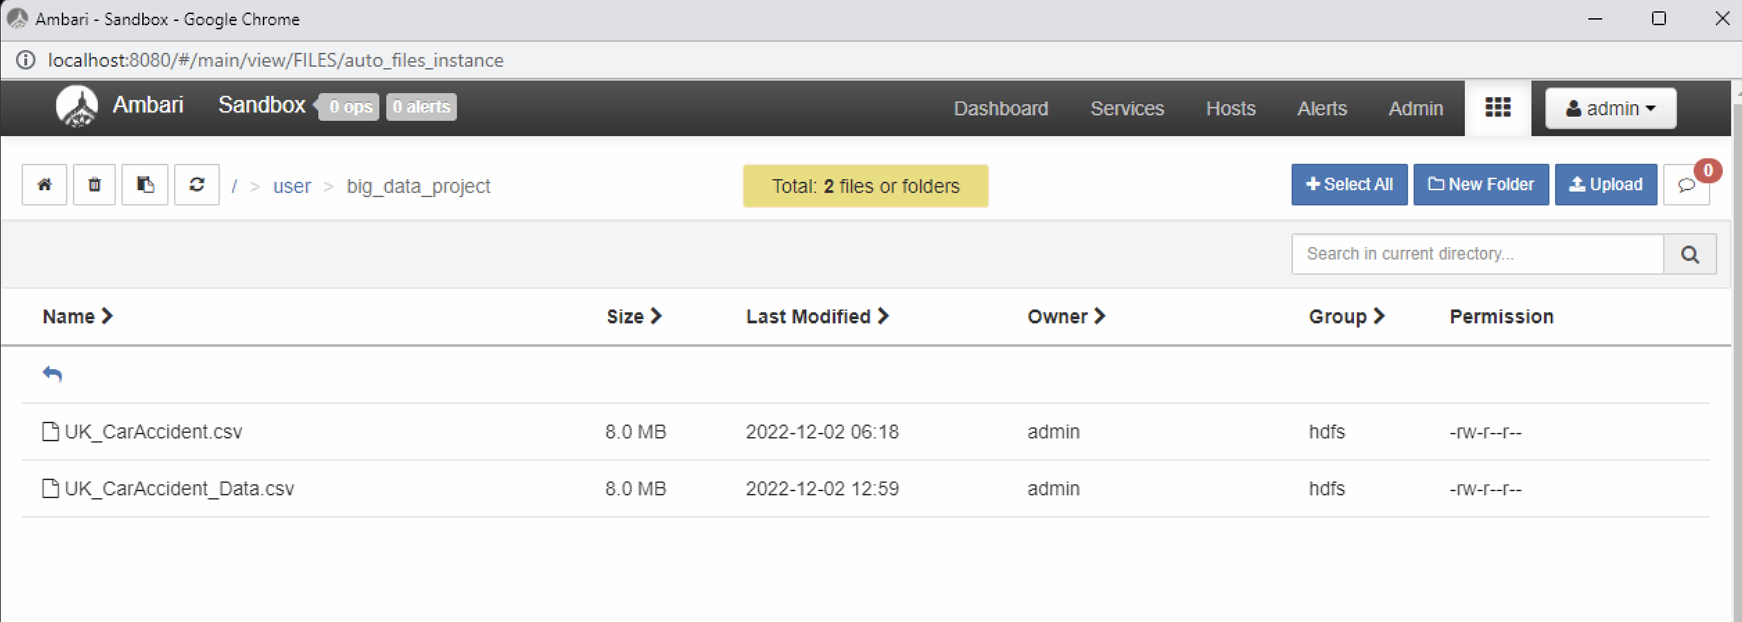 Ambari - Sandbox - Google Chrome
localhost:8080/#/main/view/FILES/auto_files_instance
Ambari Sandbox 0 ops 0 alerts Dashboard Services Hosts Alerts Admin admin
/ > user > big_data_project Total: 2 files or folders Select All New Folder Upload 0
Search in current directory...
Name Size Last Modified Owner Group Permission
UK_CarAccident.csv 8.0 MB 2022-12-02 06:18 admin hdfs -rw-r--r--
UK_CarAccident_Data.csv 8.0 MB 2022-12-02 12:59 admin hdfs -rw-r--r--